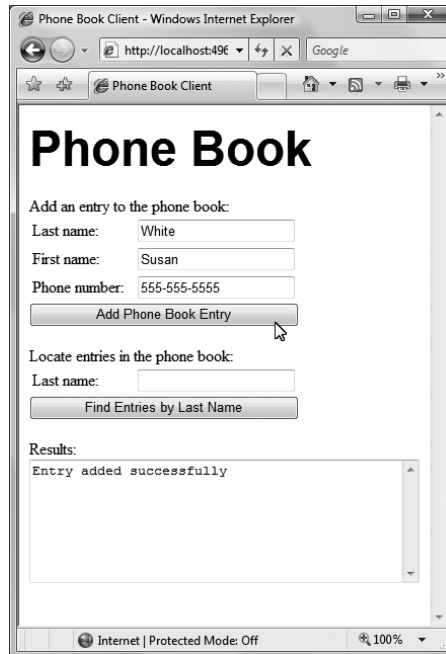 Phone Book Client - Windows Internet Explorer
http://localhost:496
Google
Phone Book Client
Phone Book
Add an entry to the phone book:
Last name: White
First name: Susan
Phone number: 555-555-5555
Add Phone Book Entry
Locate entries in the phone book:
Last name:
Find Entries by Last Name
Results:
Entry added successfully
Internet | Protected Mode: Off
100%